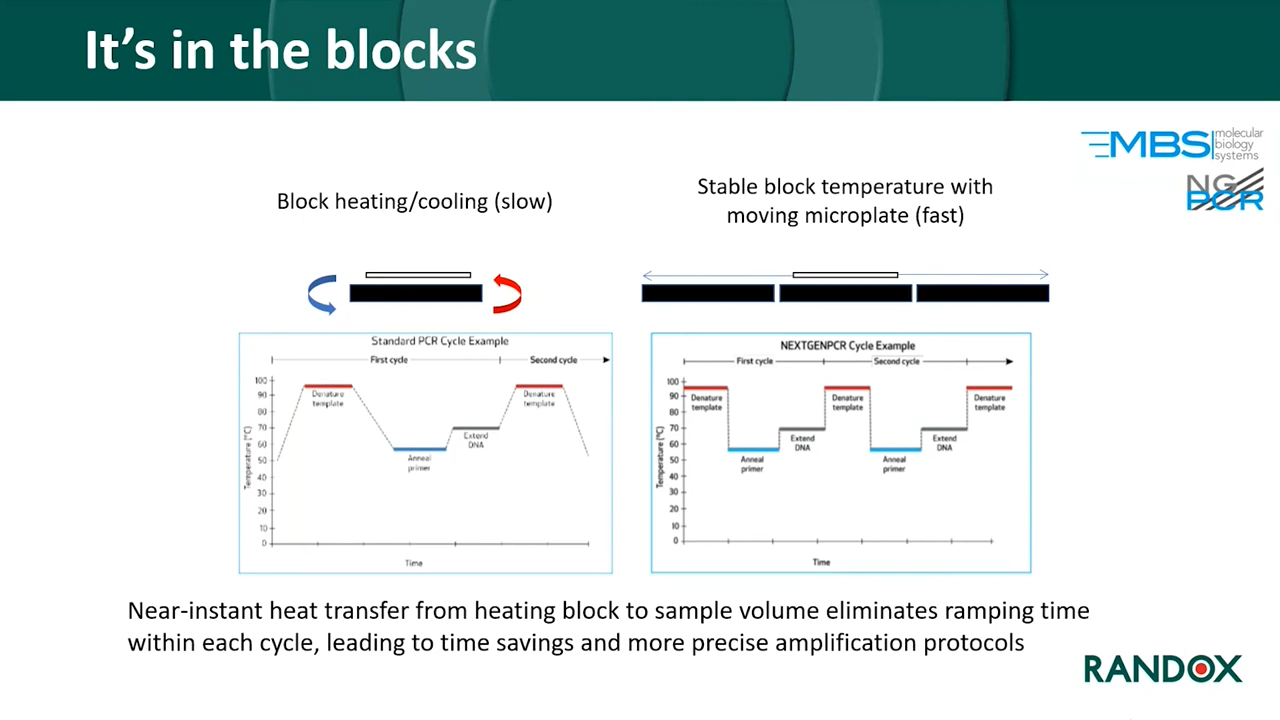 It's in the blocks
MBS molecular
biology
systems
NG
PCR
Block heating/cooling (slow)
Stable block temperature with
moving microplate (fast)
Standard PCR Cycle Example
First cycle
Second cycle
100
90
80
70
60
50
40
30
20
10
0
Temperature (°C)
Denature
template
Anneal
primer
Extend
DNA
Denature
template
Time
NEXTGENPCR Cycle Example
First cycle
Second cycle
100
90
80
70
60
50
40
30
20
10
0
Temperature (°C)
Denature
template
Anneal
primer
Extend
DNA
Denature
template
Anneal
primer
Extend
DNA
Denature
template
Time
Near-instant heat transfer from heating block to sample volume eliminates ramping time
within each cycle, leading to time savings and more precise amplification protocols
RANDOX